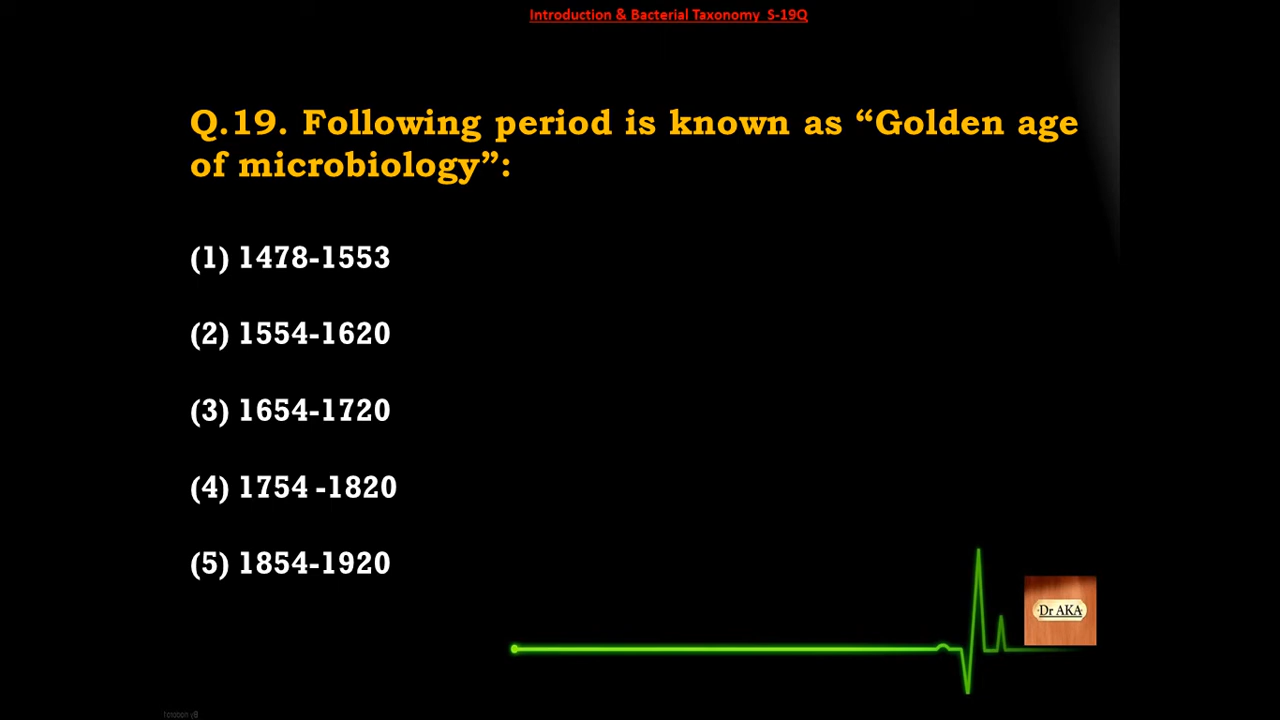 Introduction & Bacterial Taxonomy S-19Q
Q.19. Following period is known as “Golden age
of microbiology”:
(1) 1478-1553
(2) 1554-1620
(3) 1654-1720
(4) 1754 -1820
(5) 1854-1920
Dr AKA